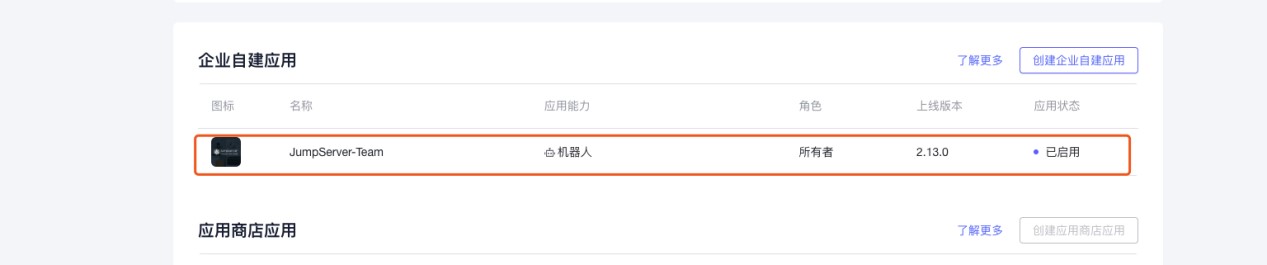 企业自建应用 了解更多 创建企业自建应用
图标 名称 应用能力 角色 上线版本 应用状态
JumpServer-Team 机器人 所有者 2.13.0 已启用
应用商店应用 了解更多 创建应用商店应用